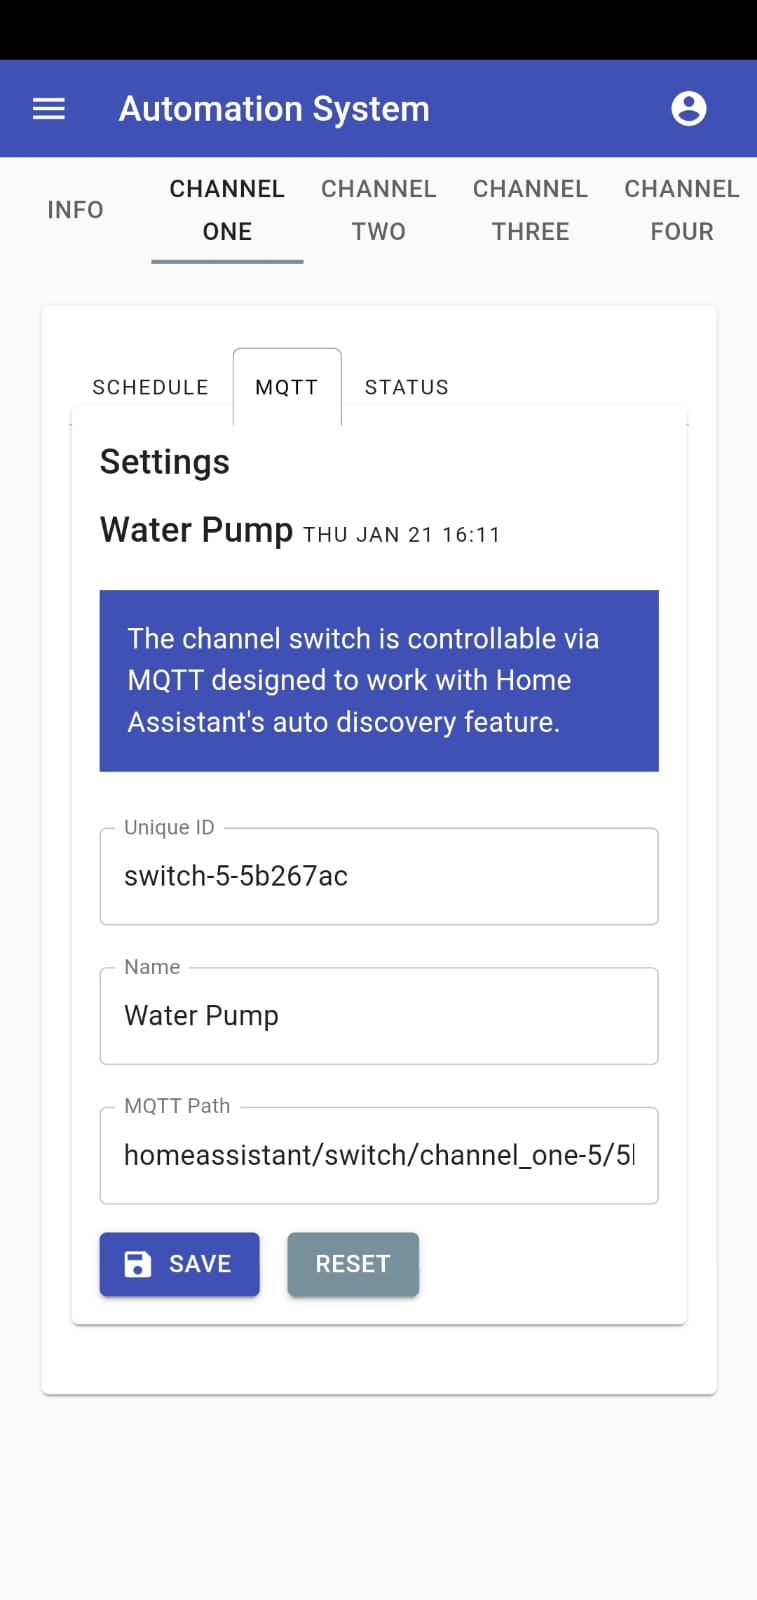 Automation System
INFO
CHANNEL ONE
CHANNEL TWO
CHANNEL THREE
CHANNEL FOUR
SCHEDULE
MQTT
STATUS
Settings
Water Pump THU JAN 21 16:11
The channel switch is controllable via
MQTT designed to work with Home
Assistant's auto discovery feature.
Unique ID
switch-5-5b267ac
Name
Water Pump
MQTT Path
homeassistant/switch/channel_one-5/5
SAVE
RESET